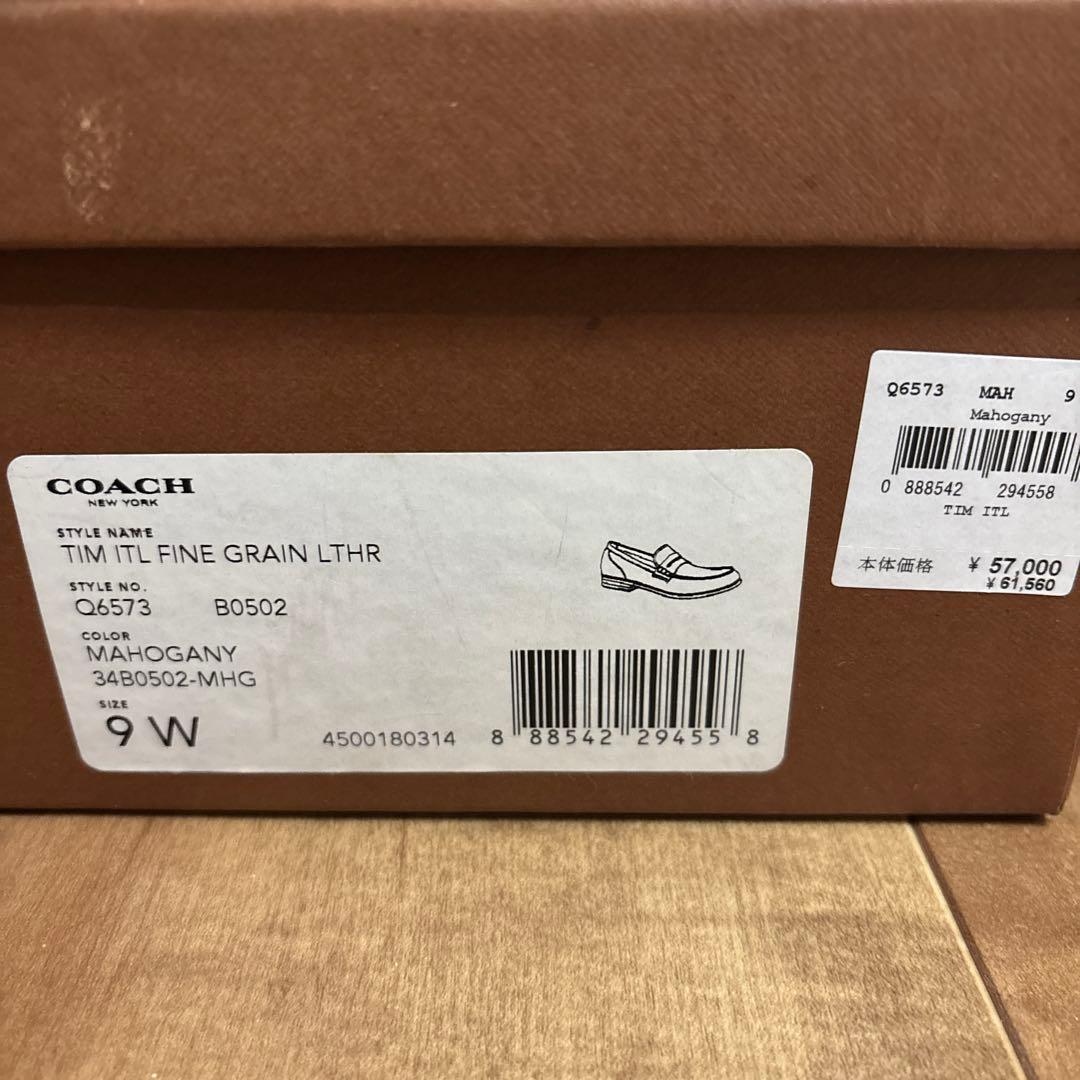 COACH
NEW YORK
STYLE NAME
TIM ITL FINE GRAIN LTHR
STYLE NO.
Q6573 B0502
COLOR
MAHOGANY
34B0502-MHG
SIZE
9 W
4500180314
8 88542 29455 8
Q6573 MAH 9
Mahogany
0 888542 294558
TIM ITL
本体価格 ¥ 57,000
¥ 61,560